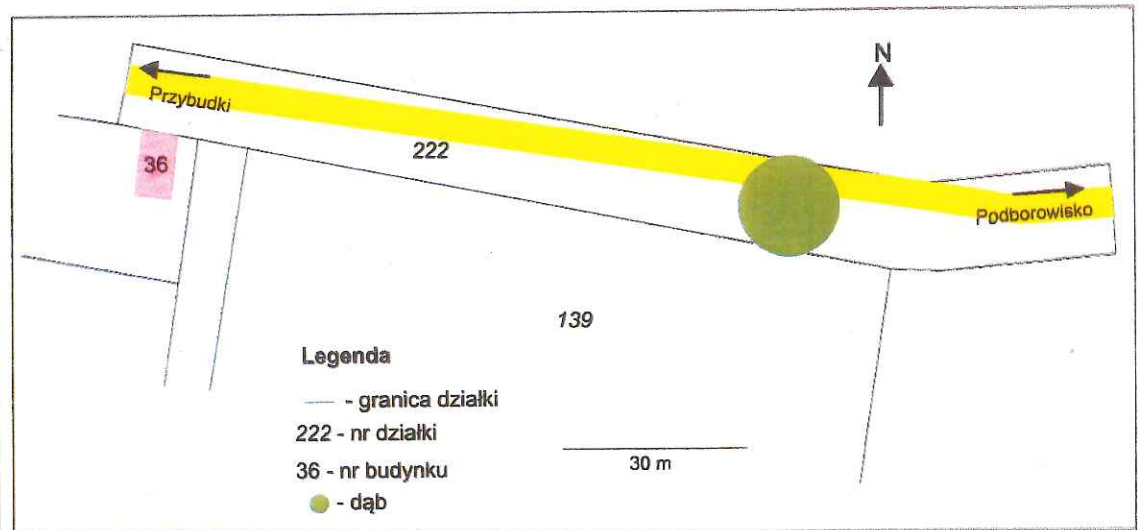 N
Przybudki
36
222
Podborowisko
139
Legenda
- granica działki
222 - nr działki
36 - nr budynku
- dąb
30 m